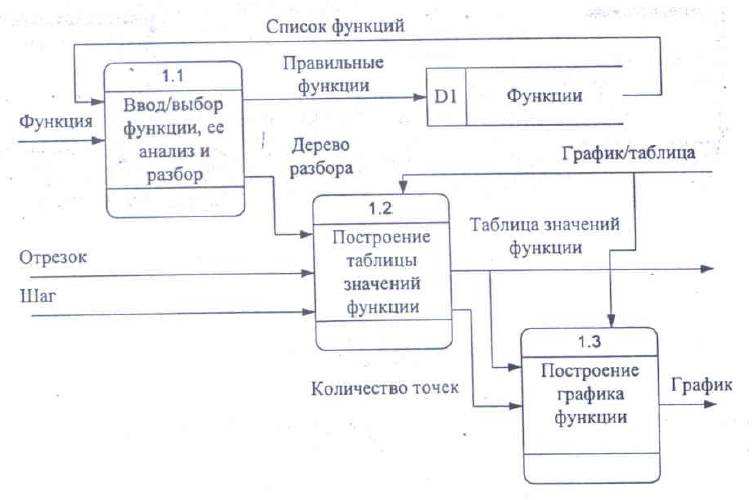 Список функций
1.1
Ввод/выбор
функции, ее
анализ и
разбор
Правильные
функции
D1
Функции
Функция
Дерево
разбора
График/таблица
1.2
Построение
таблицы
значений
функции
Таблица значений
функции
Отрезок
Шаг
1.3
Построение
графика
функции
Количество точек
График